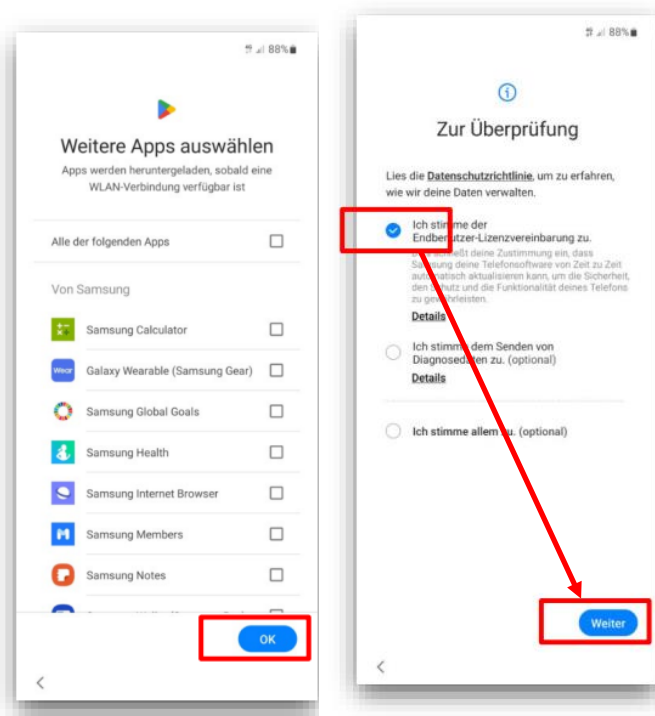 88%
Weitere Apps auswählen
Apps werden heruntergeladen, sobald eine
WLAN-Verbindung verfügbar ist
Alle der folgenden Apps
Von Samsung
Samsung Calculator
Wear
Galaxy Wearable (Samsung Gear)
Samsung Global Goals
Samsung Health
Samsung Internet Browser
Samsung Members
Samsung Notes
OK
88%
Zur Überprüfung
Lies die Datenschutzrichtlinie, um zu erfahren,
wie wir deine Daten verwalten.
Ich stimme der
Endbenutzer-Lizenzvereinbarung zu.
schließt deine Zustimmung ein, dass
Samsung deine Telefonsoftware von Zeit zu Zeit
automatisch aktualisieren kann, um die Sicherheit,
den Schutz und die Funktionalität deines Telefons
zu gewährleisten.
Details
Ich stimme dem Senden von
Diagnosedaten zu. (optional)
Details
Ich stimme allem zu. (optional)
Weiter